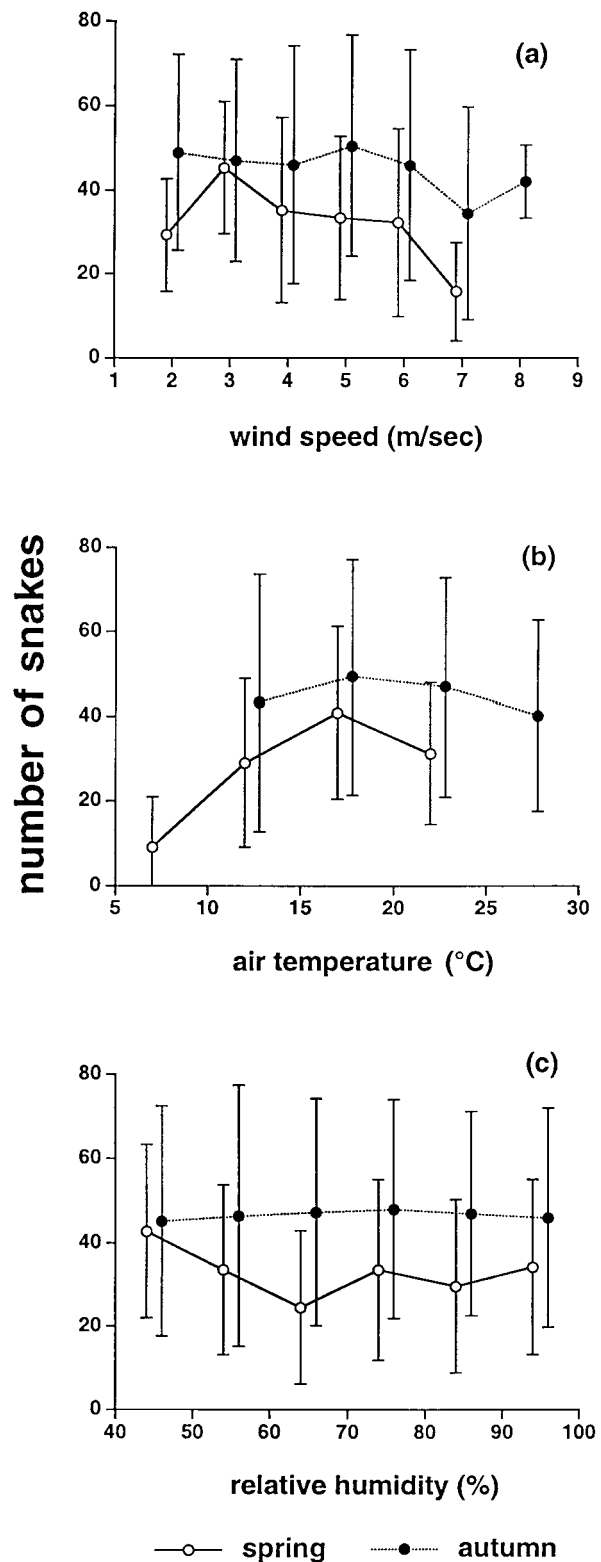 (a)
80
60
40
20
0
1 2 3 4 5 6 7 8 9
wind speed (m/sec)
number of snakes
(b)
80
60
40
20
0
5 10 15 20 25 30
air temperature (°C)
(c)
80
60
40
20
0
40 50 60 70 80 90 100
relative humidity (%)
spring autumn